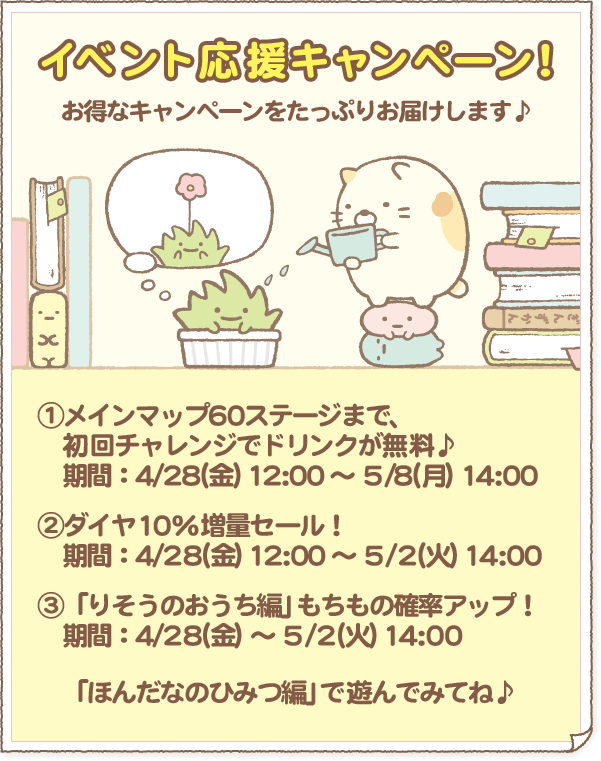 イベント応援キャンペーン!
お得なキャンペーンをたっぷりお届けします♪
ざんずかん
①メインマップ60ステージまで、
初回チャレンジでドリンクが無料♪
期間：4/28(金) 12:00 ～ 5/8(月) 14:00
②ダイヤ10%増量セール！
期間：4/28(金) 12:00 ～ 5/2(火) 14:00
③「りそうのおうち編」もちもの確率アップ！
期間：4/28(金) ～ 5/2(火) 14:00
「ほんだなのひみつ編」で遊んでみてね♪